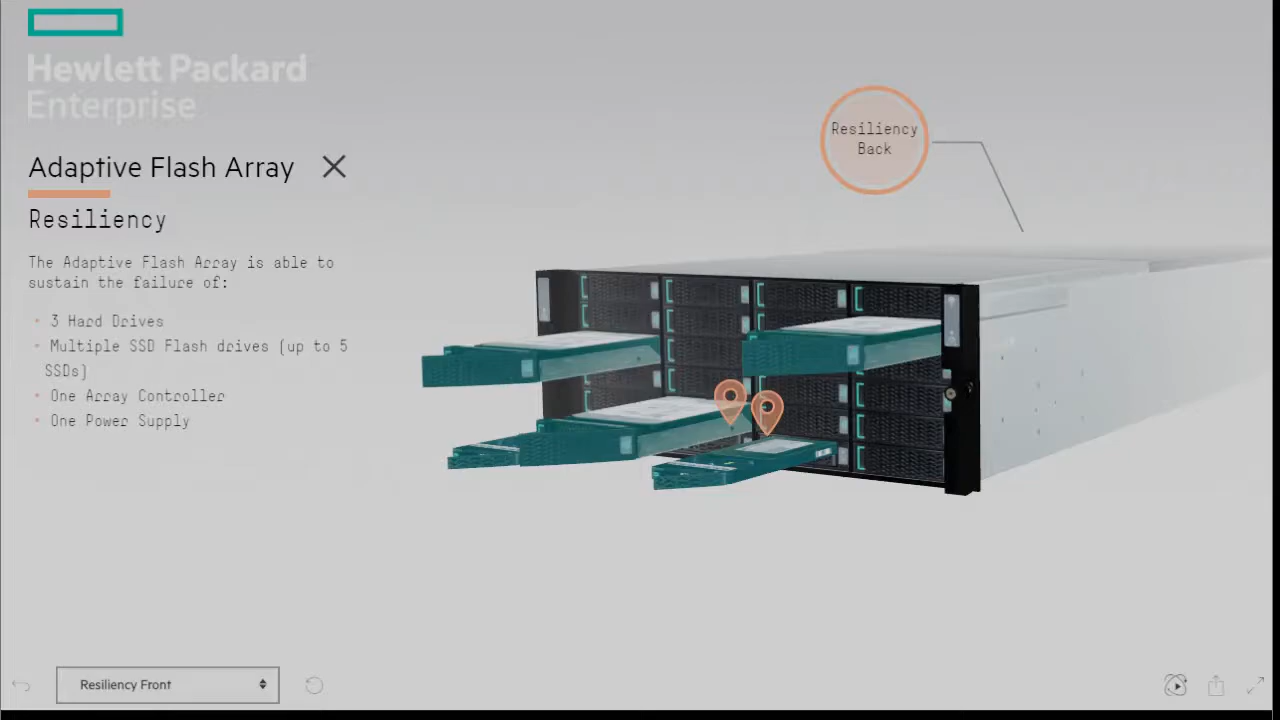 Hewlett Packard
Enterprise
Adaptive Flash Array
Resiliency
The Adaptive Flash Array is able to
sustain the failure of:
• 3 Hard Drives
• Multiple SSD Flash drives (up to 5
SSDs)
• One Array Controller
• One Power Supply
Resiliency
Back
Resiliency Front